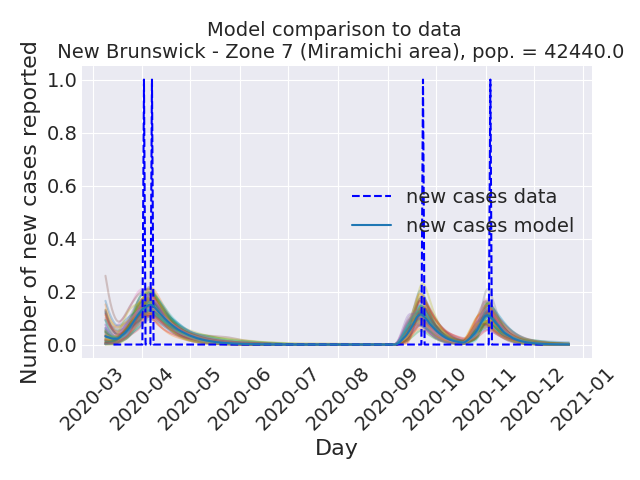 Model comparison to data
New Brunswick - Zone 7 (Miramichi area), pop. = 42440.0
Number of new cases reported
1.0
0.8
0.6
0.4
0.2
0.0
new cases data
new cases model
2020-03
2020-04
2020-05
2020-06
2020-07
2020-08
2020-09
2020-10
2020-11
2020-12
2021-01
Day